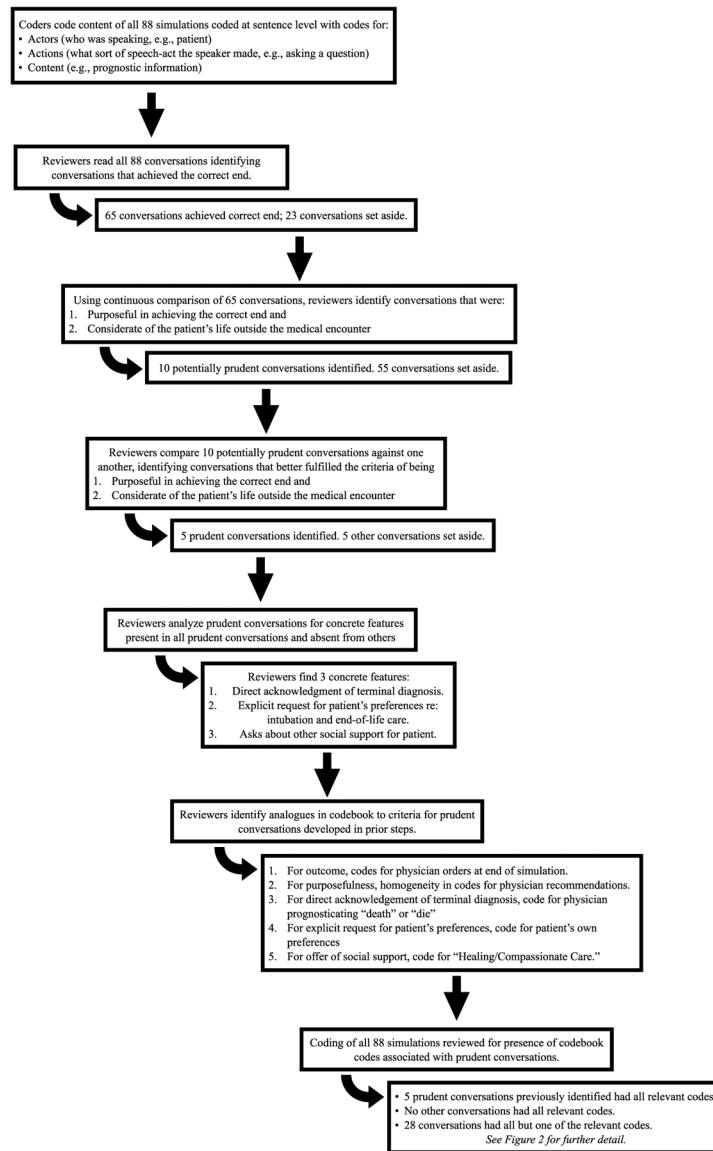 Coders code content of all 88 simulations coded at sentence level with codes for:
• Actors (who was speaking, e.g., patient)
• Actions (what sort of speech-act the speaker made, e.g., asking a question)
• Content (e.g., prognostic information)
Reviewers read all 88 conversations identifying
conversations that achieved the correct end.
65 conversations achieved correct end; 23 conversations set aside.
Using continuous comparison of 65 conversations, reviewers identify conversations that were:
1. Purposeful in achieving the correct end and
2. Considerate of the patient's life outside the medical encounter
10 potentially prudent conversations identified. 55 conversations set aside.
Reviewers compare 10 potentially prudent conversations against one
another, identifying conversations that better fulfilled the criteria of being
1. Purposeful in achieving the correct end and
2. Considerate of the patient's life outside the medical encounter
5 prudent conversations identified. 5 other conversations set aside.
Reviewers analyze prudent conversations for concrete features
present in all prudent conversations and absent from others
Reviewers find 3 concrete features:
1. Direct acknowledgment of terminal diagnosis.
2. Explicit request for patient's preferences re:
intubation and end-of-life care.
3. Asks about other social support for patient.
Reviewers identify analogues in codebook to criteria for prudent
conversations developed in prior steps.
1. For outcome, codes for physician orders at end of simulation.
2. For purposefulness, homogeneity in codes for physician recommendations.
3. For direct acknowledgement of terminal diagnosis, code for physician
prognosticating "death" or "die"
4. For explicit request for patient's preferences, code for patient's own
preferences
5. For offer of social support, code for "Healing/Compassionate Care."
Coding of all 88 simulations reviewed for presence of codebook
codes associated with prudent conversations.
• 5 prudent conversations previously identified had all relevant codes
• No other conversations had all relevant codes.
• 28 conversations had all but one of the relevant codes.
See Figure 2 for further detail.